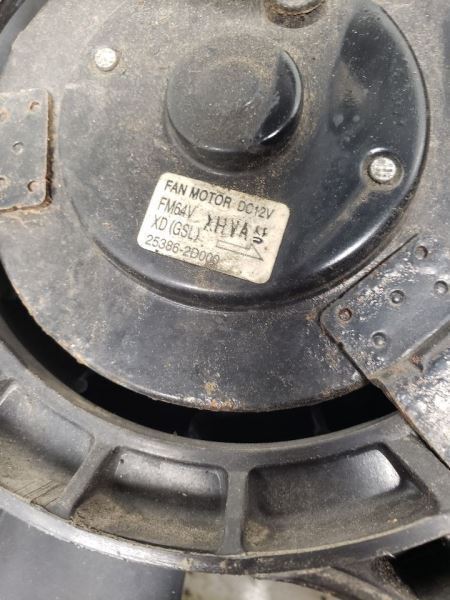 FAN MOTOR DC12V
FM64V
XD (GSL)
25386-2D000